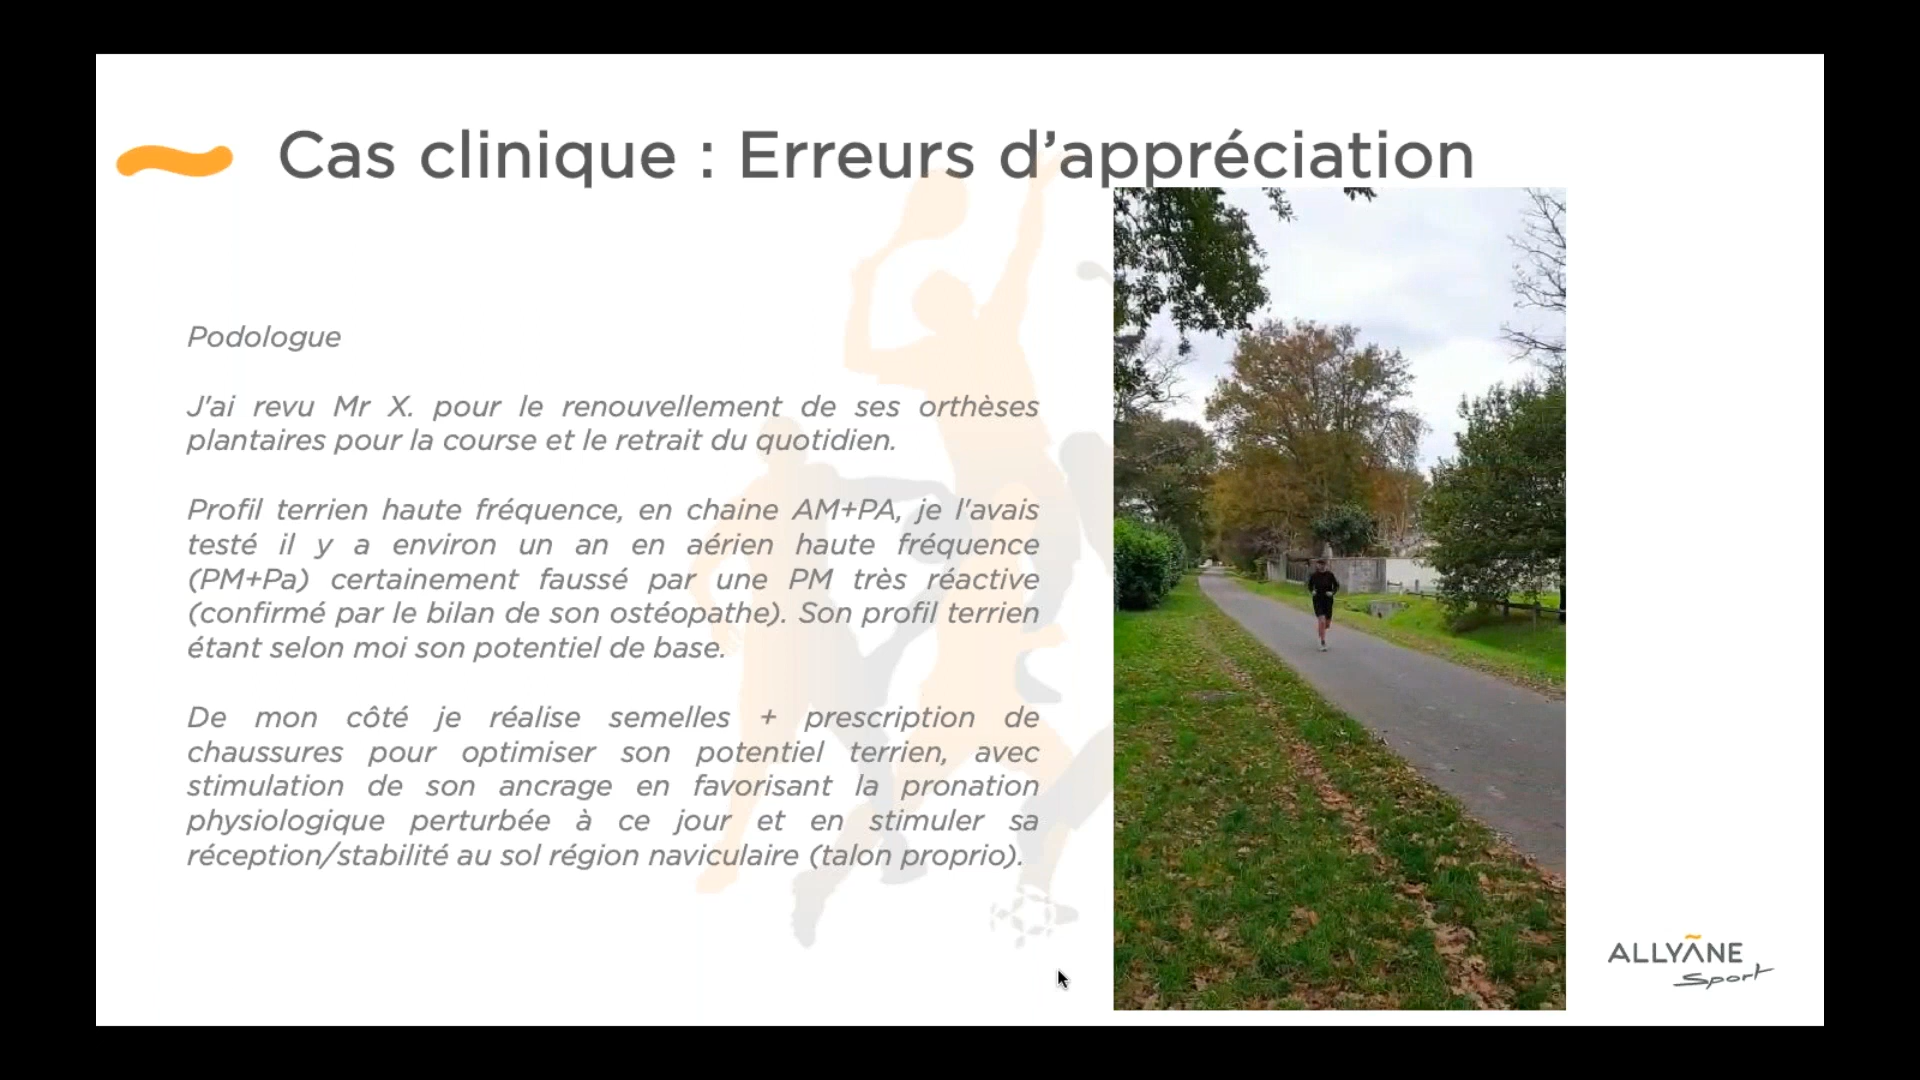 Cas clinique : Erreurs d’appréciation
Podologue
J'ai revu Mr X. pour le renouvellement de ses orthèses
plantaires pour la course et le retrait du quotidien.
Profil terrien haute fréquence, en chaine AM+PA, je l'avais
testé il y a environ un an en aérien haute fréquence
(PM+Pa) certainement faussé par une PM très réactive
(confirmé par le bilan de son ostéopathe). Son profil terrien
étant selon moi son potentiel de base.
De mon côté je réalise semelles + prescription de
chaussures pour optimiser son potentiel terrien, avec
stimulation de son ancrage en favorisant la pronation
physiologique perturbée à ce jour et en stimuler sa
réception/stabilité au sol région naviculaire (talon proprio).
ALLYANE
Sport